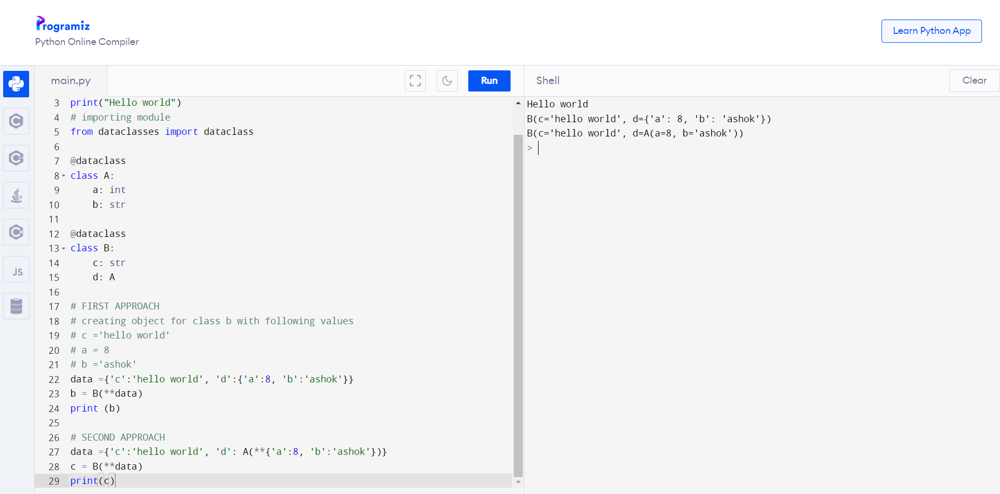 Programiz
Python Online Compiler
Learn Python App
main.py
Run
Shell
Clear
JS
3 print("Hello world")
4 # importing module
5 from dataclasses import dataclass
6
7 @dataclass
8 class A:
9     a: int
10     b: str
11
12 @dataclass
13 class B:
14     c: str
15     d: A
16
17 # FIRST APPROACH
18 # creating object for class b with following values
19 # c ='hello world'
20 # a = 8
21 # b ='ashok'
22 data ={'c':'hello world', 'd':{'a':8, 'b':'ashok'}}
23 b = B(**data)
24 print (b)
25
26 # SECOND APPROACH
27 data ={'c':'hello world', 'd': A(**{'a':8, 'b':'ashok'})}
28 c = B(**data)
29 print(c)
Hello world
B(c='hello world', d={'a': 8, 'b': 'ashok'})
B(c='hello world', d=A(a=8, b='ashok'))
>